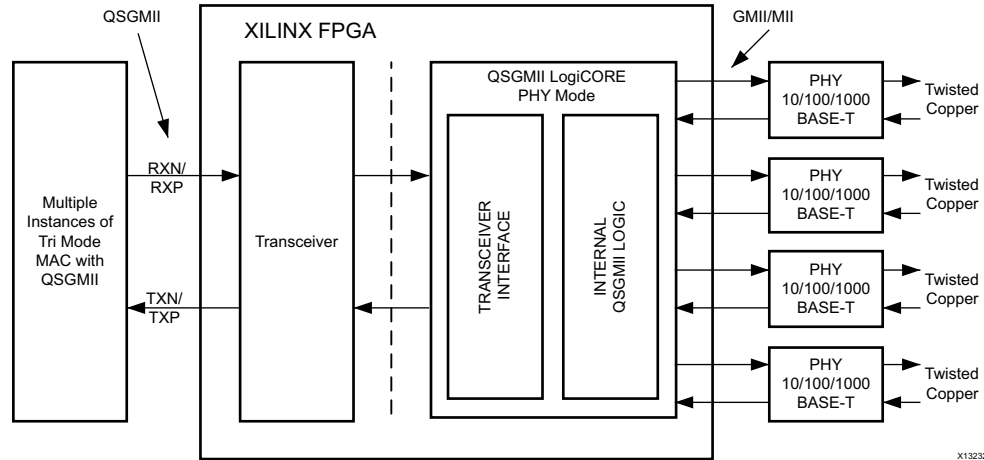 QSGMII
XILINX FPGA
GMII/MII
Multiple
Instances of
Tri Mode
MAC with
QSGMII
RXN/
RXP
TXN/
TXP
Transceiver
QSGMII LogiCORE
PHY Mode
TRANSCEIVER
INTERFACE
INTERNAL
QSGMII LOGIC
PHY
10/100/1000
BASE-T
Twisted
Copper
PHY
10/100/1000
BASE-T
Twisted
Copper
PHY
10/100/1000
BASE-T
Twisted
Copper
PHY
10/100/1000
BASE-T
Twisted
Copper
X13232